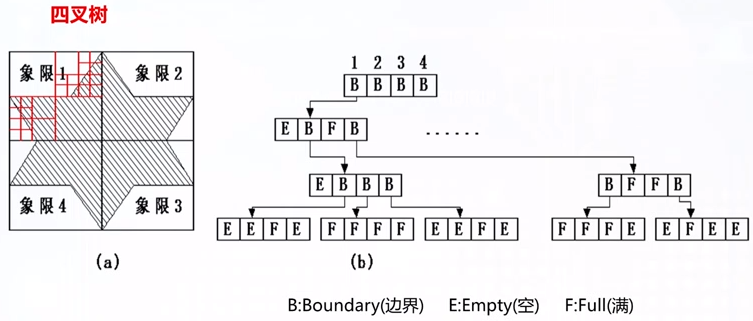 四叉树
象限1 象限2
象限4 象限3
(a)
1 2 3 4
B B B B
E B F B
......
E B B B
B F F B
E E F E
F F F F
E E F E
F F F E
E F E E
(b)
B:Boundary(边界) E:Empty(空) F:Full(满)